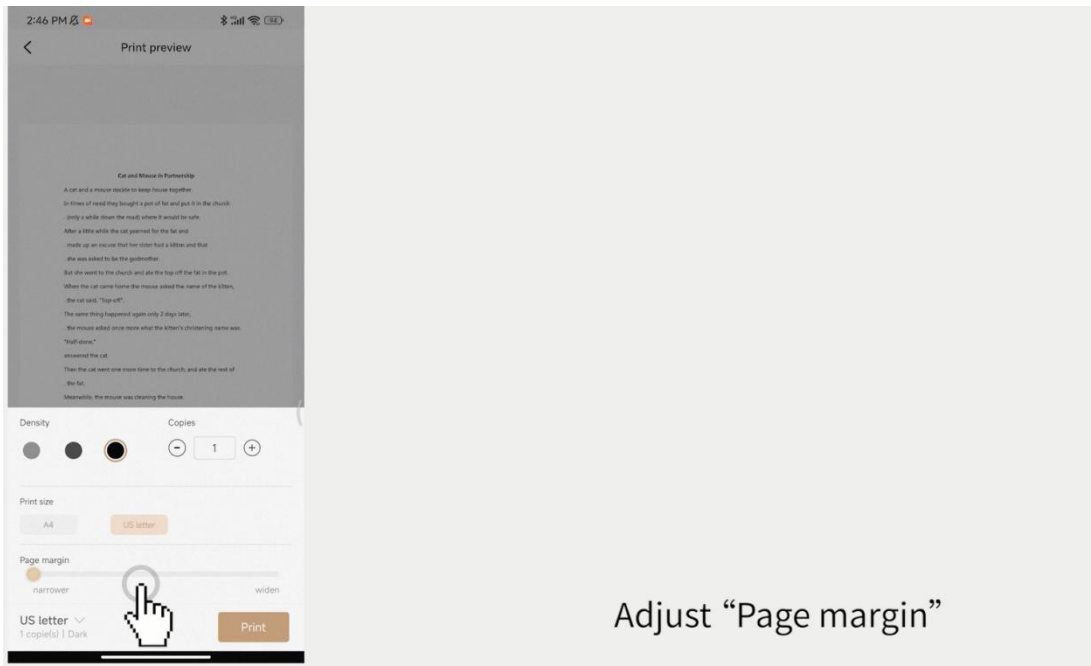 2:46 PM 94
Print preview
Cat and Mouse in Partnership
A cat and a mouse decide to keep house together.
In times of need they bought a pot of fat and put it in the church
. (only a while down the road) where it would be safe.
After a little while the cat yearned for the fat and
. made up an excuse that her sister had a kitten and that
. she was asked to be the godmother.
But she went to the church and ate the top off the fat in the pot.
When the cat came home the mouse asked the name of the kitten,
. the cat said, "Top-off".
The same thing happened again only 2 days later,
. the mouse asked once more what the kitten's christening name was.
"Half-done,"
answered the cat.
Then the cat went one more time to the church, and ate the rest of
. the fat.
Meanwhile, the mouse was cleaning the house.
Density Copies
1
Print size
A4 US letter
Page margin
narrower widen
US letter
1 copie(s) | Dark
Print
Adjust “Page margin”